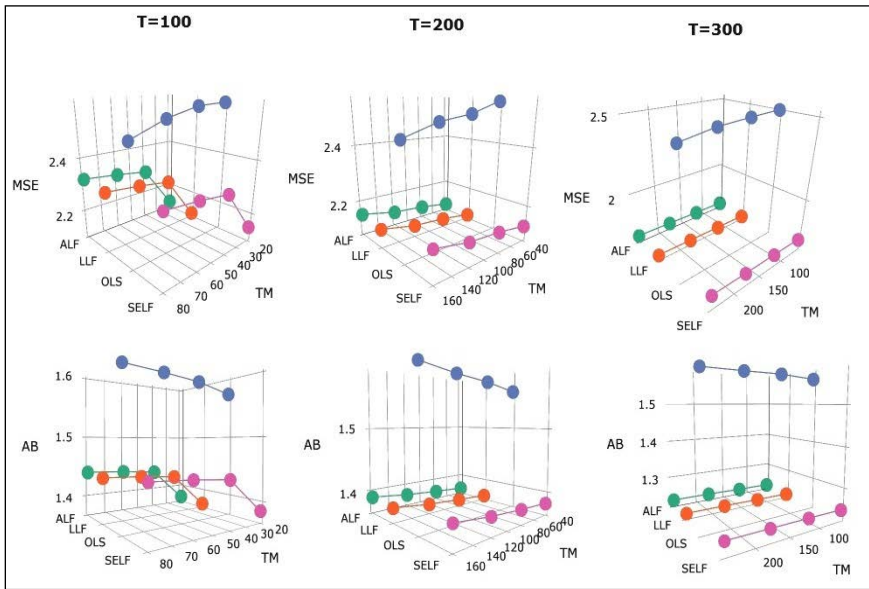 T=100
T=200
T=300
MSE
2.4
2.2
ALF
LLF
OLS
SELF
80
70
60
50
40
30
20
TM
MSE
2.4
2.2
ALF
LLF
OLS
SELF
160
140
120
100
80
60
40
TM
MSE
2.5
2
ALF
LLF
OLS
SELF
200
150
100
TM
AB
1.6
1.5
1.4
ALF
LLF
OLS
SELF
80
70
60
50
40
30
20
TM
AB
1.5
1.4
ALF
LLF
OLS
SELF
160
140
120
100
80
60
40
TM
AB
1.5
1.4
1.3
ALF
LLF
OLS
SELF
200
150
100
TM